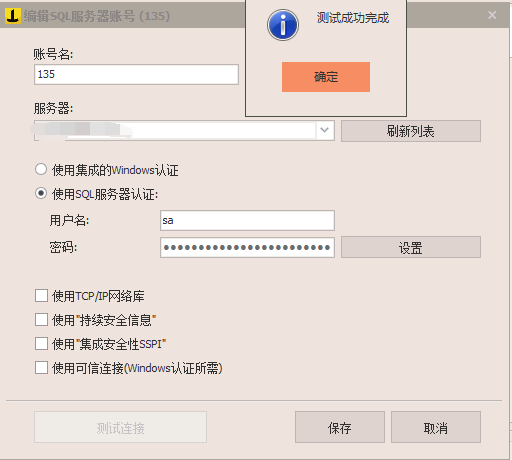 编辑SQL服务器账号 (135)
测试成功完成
确定
账号名:
135
服务器:
刷新列表
使用集成的Windows认证
使用SQL服务器认证:
用户名:
sa
密码:
设置
使用TCP/IP网络库
使用"持续安全信息"
使用"集成安全性SSPI"
使用可信连接(Windows认证所需)
测试连接
保存
取消